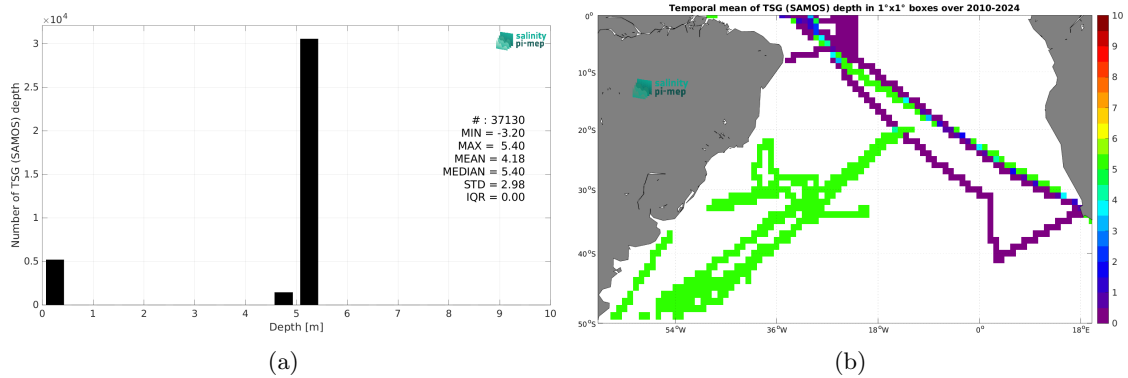 ×10⁴
3
2.5
2
1.5
1
0.5
0
Number of TSG (SAMOS) depth
0 1 2 3 4 5 6 7 8 9 10
Depth [m]
salinity
pi-mep
# : 37130
MIN = -3.20
MAX = 5.40
MEAN = 4.18
MEDIAN = 5.40
STD = 2.98
IQR = 0.00
(a)
Temporal mean of TSG (SAMOS) depth in 1°x1° boxes over 2010-2024
0°
10°S
20°S
30°S
40°S
50°S
54°W 36°W 18°W 0° 18°E
salinity
pi-mep
10
9
8
7
6
5
4
3
2
1
0
(b)